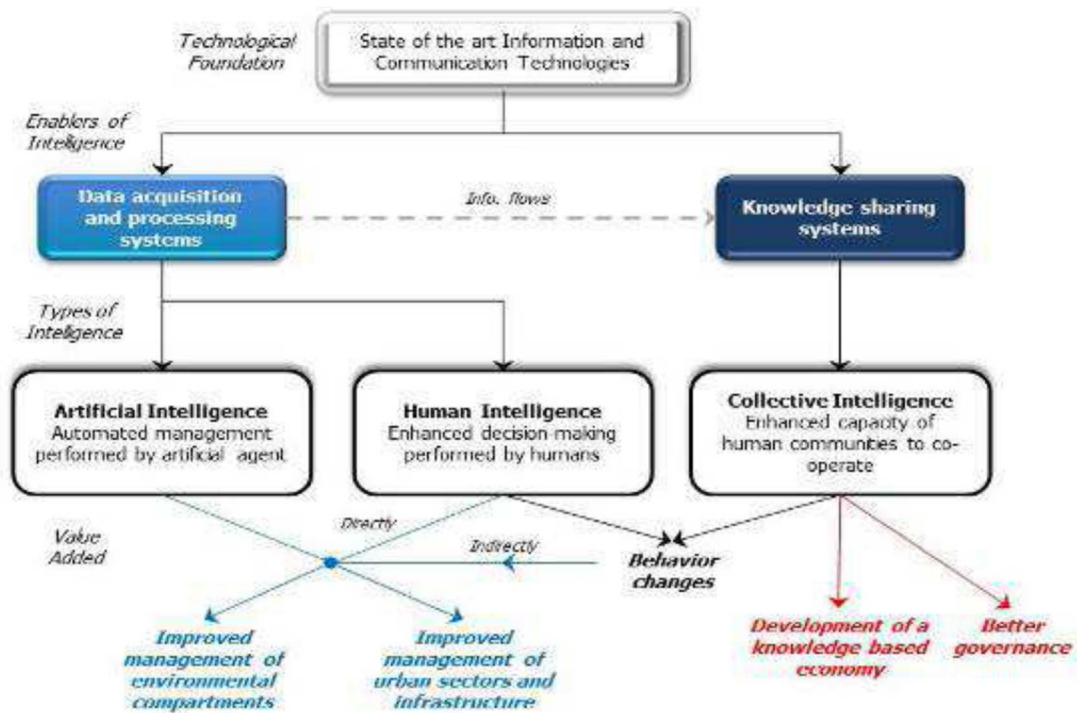 Technological
Foundation
State of the art Information and
Communication Technologies
Enablers of
Intelligence
Data acquisition
and processing
systems
Info. flows
Knowledge sharing
systems
Types of
Intelligence
Artificial Intelligence
Automated management
performed by artificial agent
Human Intelligence
Enhanced decision-making
performed by humans
Collective Intelligence
Enhanced capacity of
human communities to co-
operate
Value
Added
Directly
Indirectly
Behavior
changes
Improved
management of
environmental
compartments
Improved
management of
urban sectors and
infrastructure
Development of a
knowledge based
economy
Better
governance